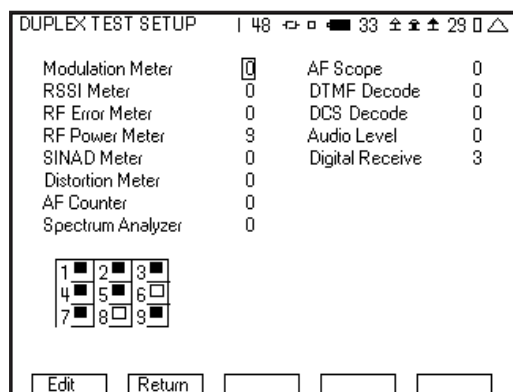 DUPLEX TEST SETUP | 48 33 29
Modulation Meter 0 AF Scope 0
RSSI Meter 0 DTMF Decode 0
RF Error Meter 0 DCS Decode 0
RF Power Meter 9 Audio Level 0
SINAD Meter 0 Digital Receive 3
Distortion Meter 0
AF Counter 0
Spectrum Analyzer 0
1 2 3
4 5 6
7 8 9
Edit Return